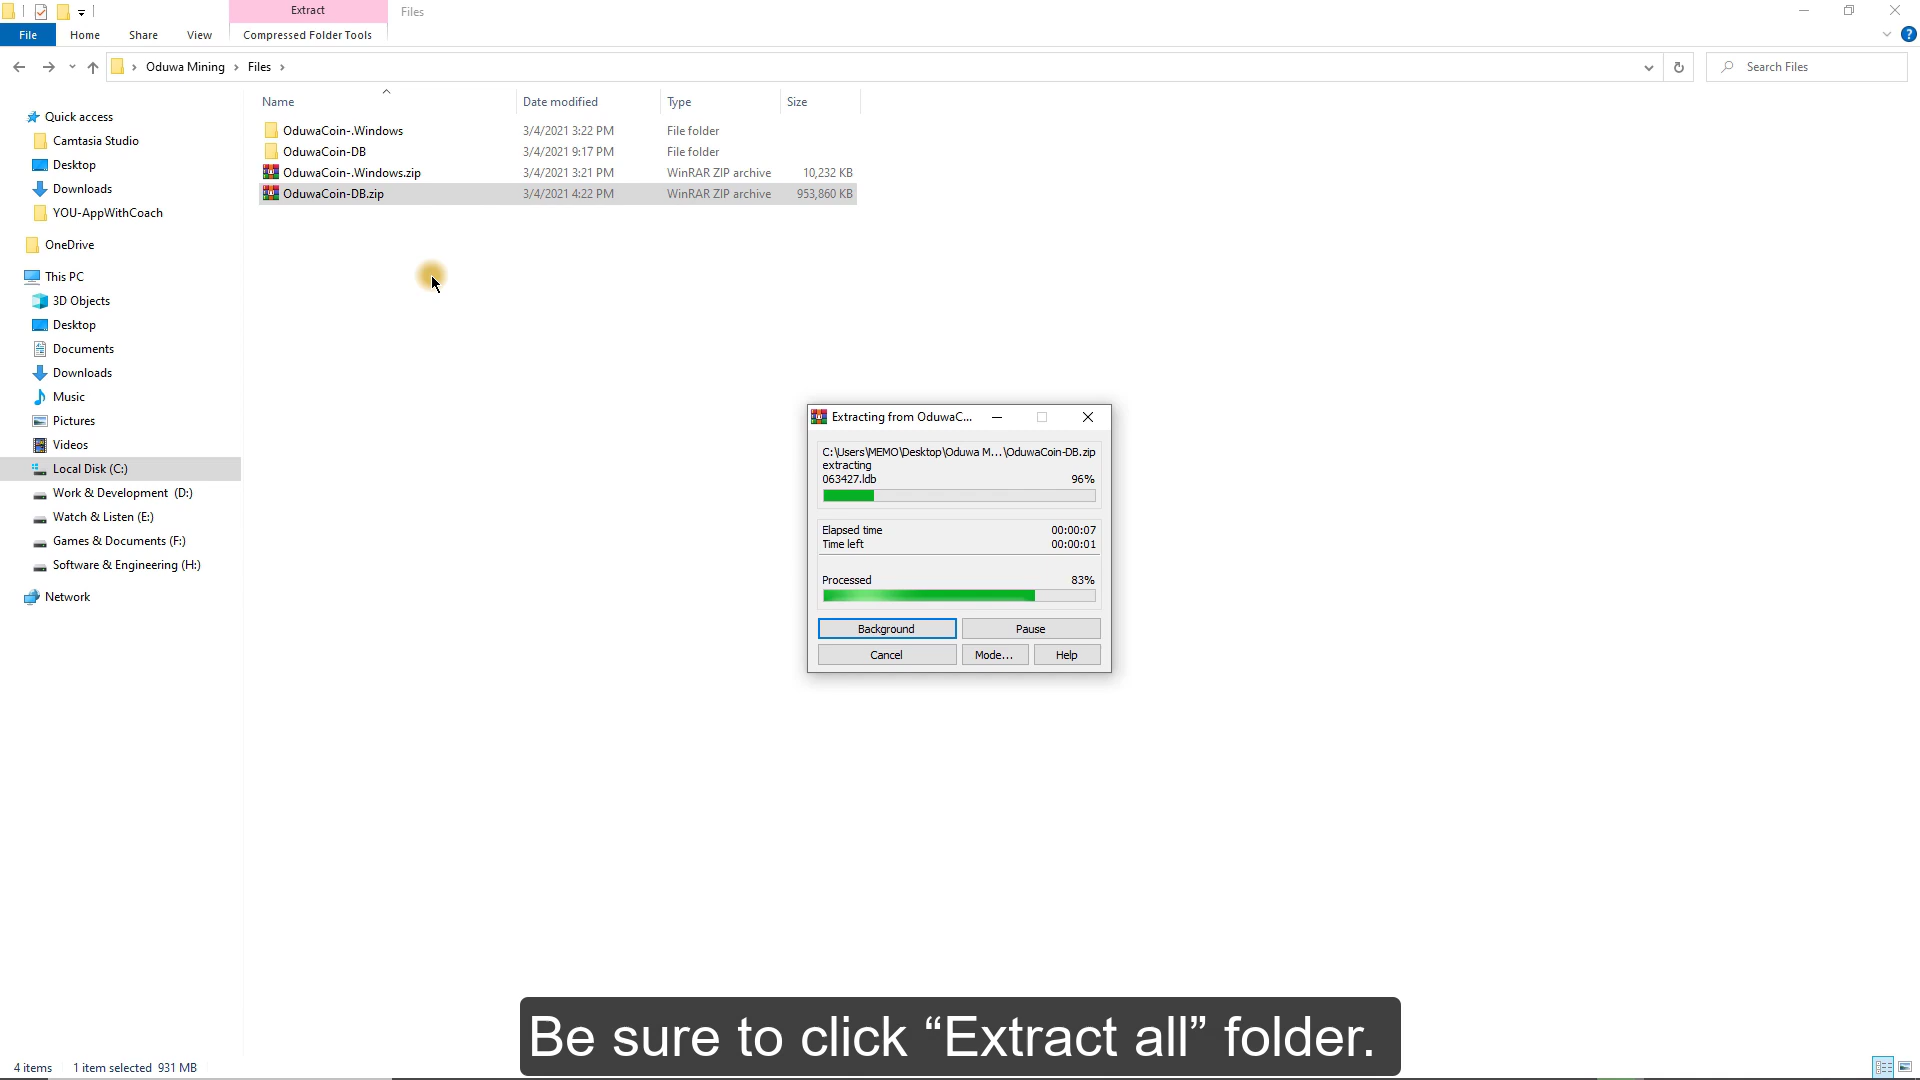 Extract
Files
File
Home
Share
View
Compressed Folder Tools
Oduwa Mining
Files
Search Files
Name
Date modified
Type
Size
OduwaCoin-.Windows
3/4/2021 3:22 PM
File folder
OduwaCoin-DB
3/4/2021 9:17 PM
File folder
OduwaCoin-.Windows.zip
3/4/2021 3:21 PM
WinRAR ZIP archive
10,232 KB
OduwaCoin-DB.zip
3/4/2021 4:22 PM
WinRAR ZIP archive
953,860 KB
Quick access
Camtasia Studio
Desktop
Downloads
YOU-AppWithCoach
OneDrive
This PC
3D Objects
Desktop
Documents
Downloads
Music
Pictures
Videos
Local Disk (C:)
Work & Development (D:)
Watch & Listen (E:)
Games & Documents (F:)
Software & Engineering (H:)
Network
Extracting from OduwaC...
C:\Users\MEMO\Desktop\Oduwa M...\OduwaCoin-DB.zip
extracting
063427.ldb 96%
Elapsed time 00:00:07
Time left 00:00:01
Processed 83%
Background
Pause
Cancel
Mode...
Help
Be sure to click “Extract all” folder.
4 items
1 item selected 931 MB